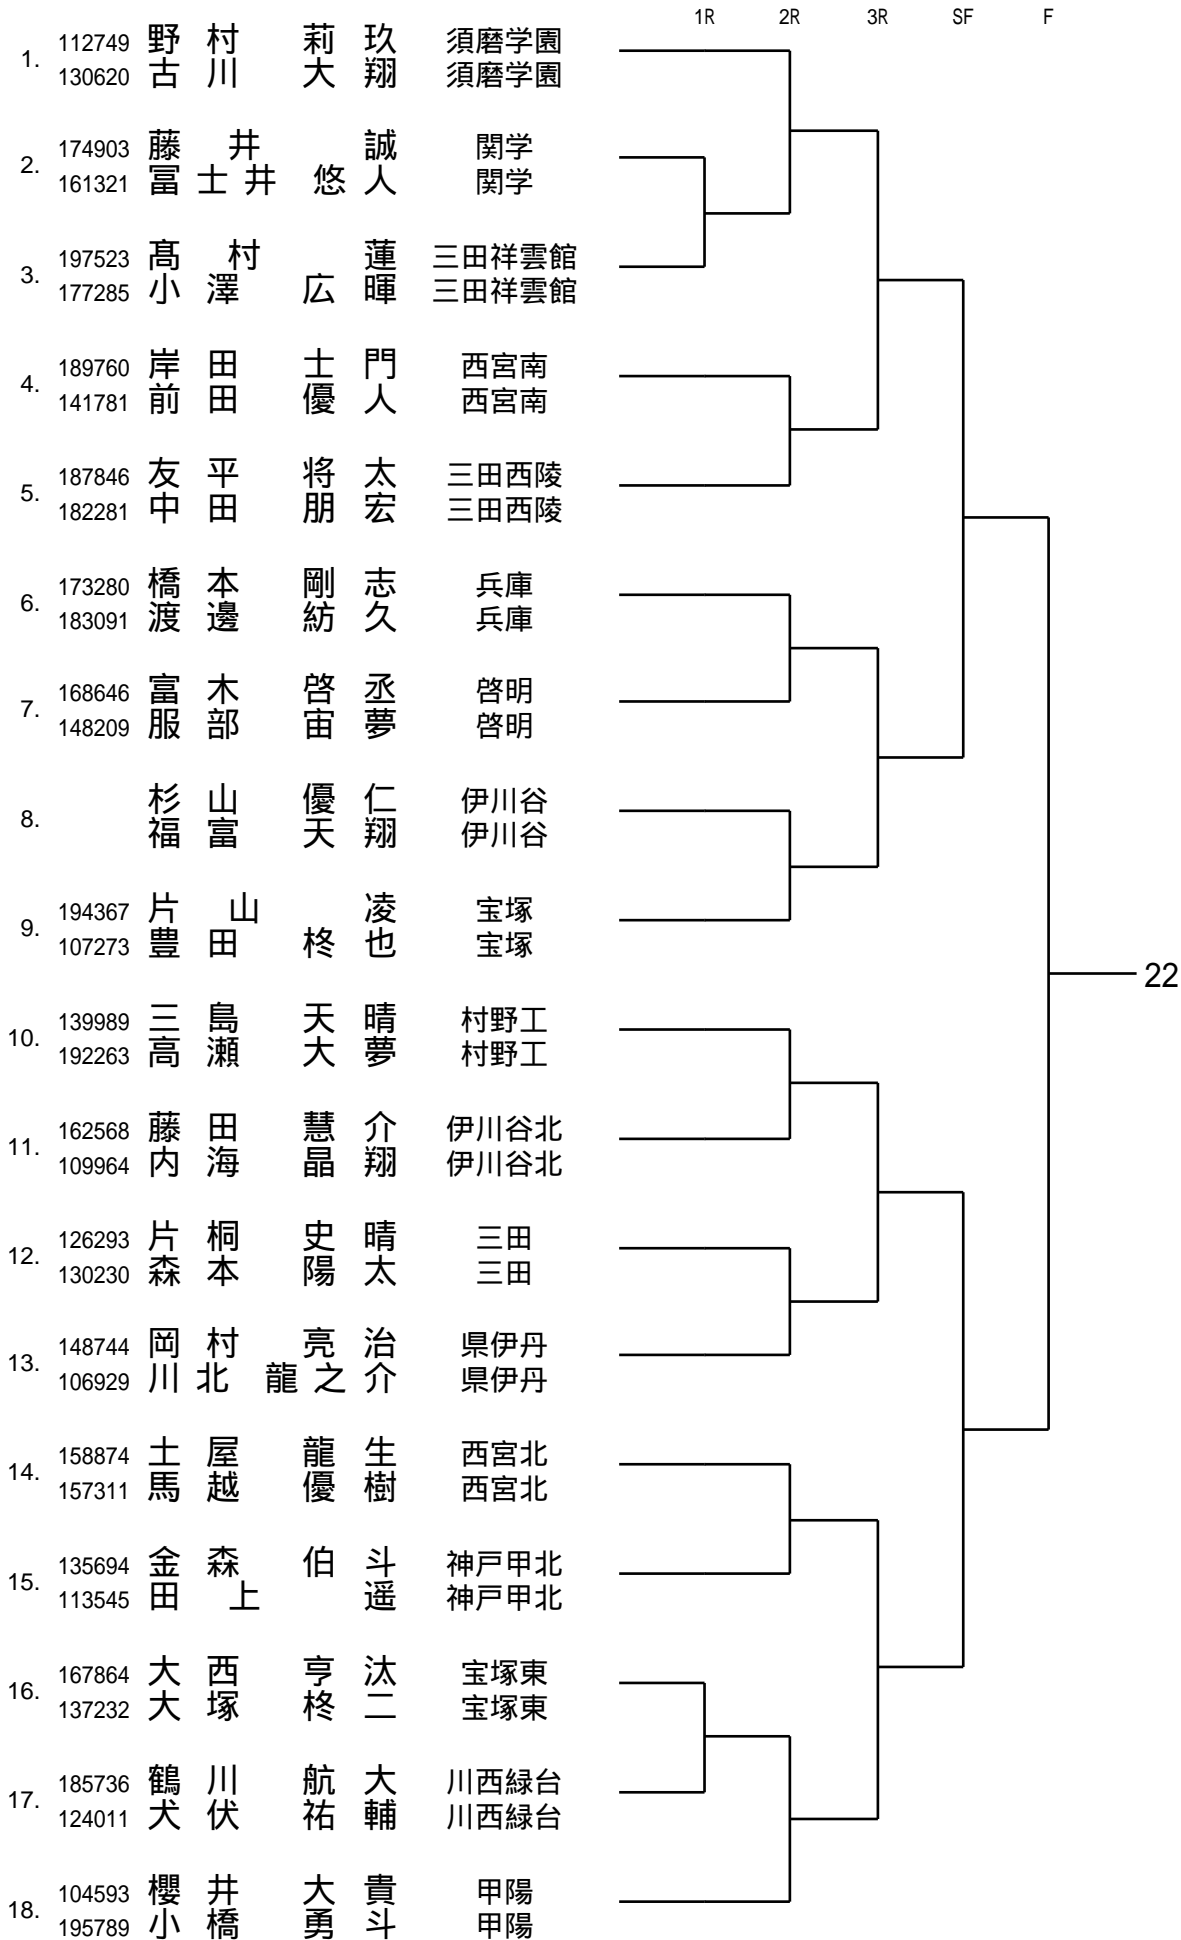 1R 2R 3R SF F
1. 112749 野村 莉玖 須磨学園
130620 古川 大翔 須磨学園
2. 174903 藤井 誠 関学
161321 冨士井 悠人 関学
3. 197523 髙村 蓮 三田祥雲館
177285 小澤 広暉 三田祥雲館
4. 189760 岸田 士門 西宮南
141781 前田 優人 西宮南
5. 187846 友平 将太 三田西陵
182281 中田 朋宏 三田西陵
6. 173280 橋本 剛志 兵庫
183091 渡邊 紡久 兵庫
7. 168646 富木 啓丞 啓明
148209 服部 宙夢 啓明
8. 杉山 優仁 伊川谷
福富 天翔 伊川谷
9. 194367 片山 凌 宝塚
107273 豊田 柊也 宝塚
22
10. 139989 三島 天晴 村野工
192263 高瀬 大夢 村野工
11. 162568 藤田 慧介 伊川谷北
109964 内海 晶翔 伊川谷北
12. 126293 片桐 史晴 三田
130230 森本 陽太 三田
13. 148744 岡村 亮治 県伊丹
106929 川北 龍之介 県伊丹
14. 158874 土屋 龍生 西宮北
157311 馬越 優樹 西宮北
15. 135694 金森 伯斗 神戸甲北
113545 田上 遥 神戸甲北
16. 167864 大西 亨汰 宝塚東
137232 大塚 柊二 宝塚東
17. 185736 鶴川 航大 川西緑台
124011 犬伏 祐輔 川西緑台
18. 104593 櫻井 大貴 甲陽
195789 小橋 勇斗 甲陽